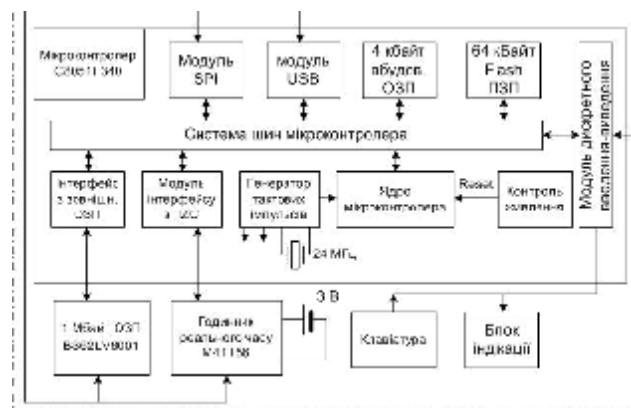 Мікроконтролер
C8051F340
Модуль
SPI
модуль
USB
4 кбайт
вбудов.
ОЗП
64 кБайт
Flash
ПЗП
Модуль дискретного
введення-виведення
Система шин мікроконтролера
Інтерфейс
з зовнішн.
ОЗП
Модуль
інтерфейсу
I2C
Генератор
тактових
імпульсів
Ядро
мікроконтролера
Reset
Контроль
живлення
24 МГц
3 В
1 Мбайт ОЗП
Годинник
реального часу
Клавіатура
Блок
індикації